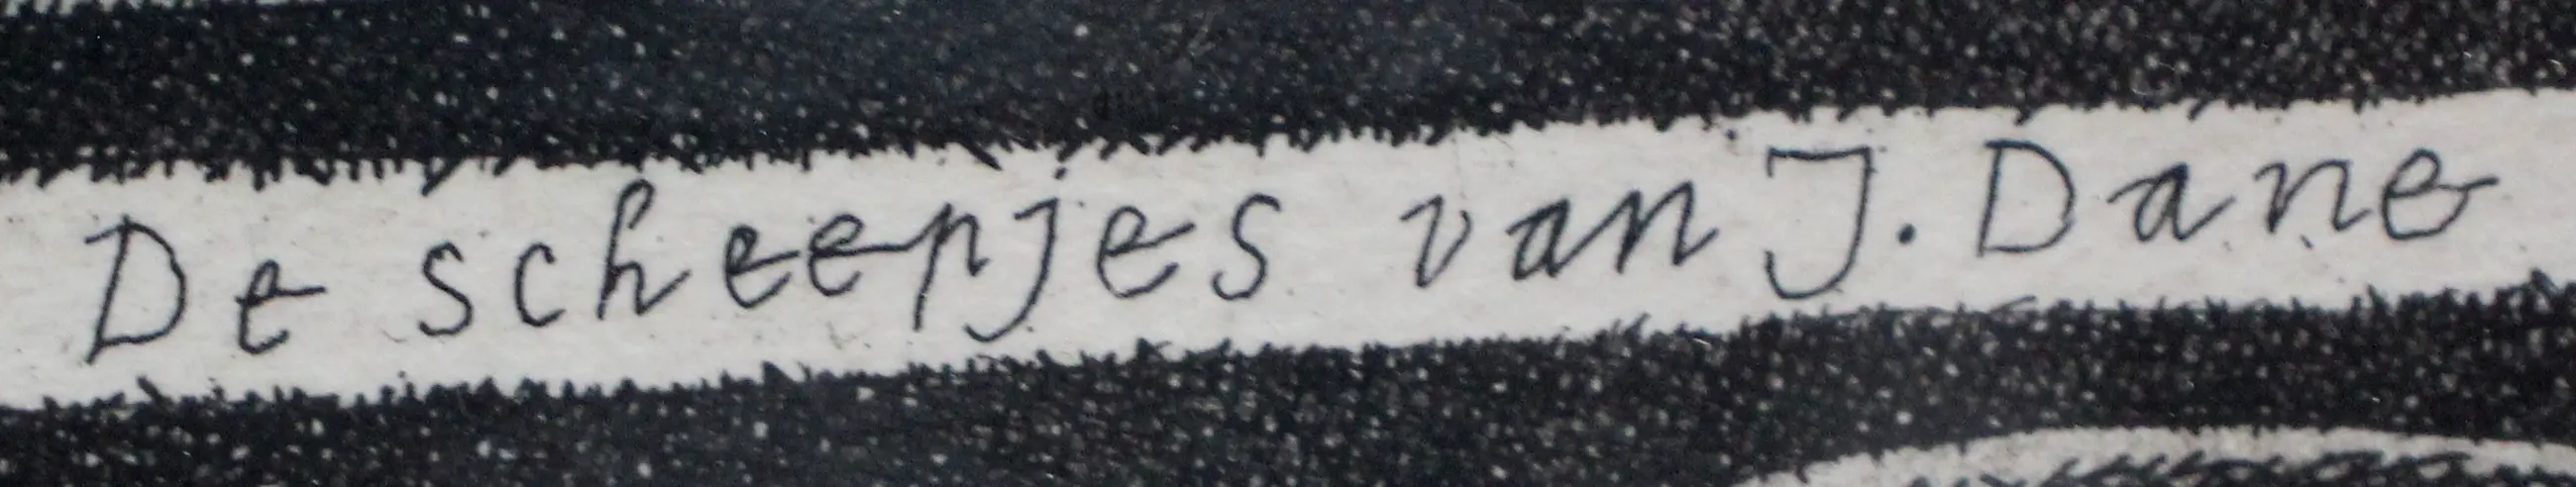 De scheepjes van J. Dane